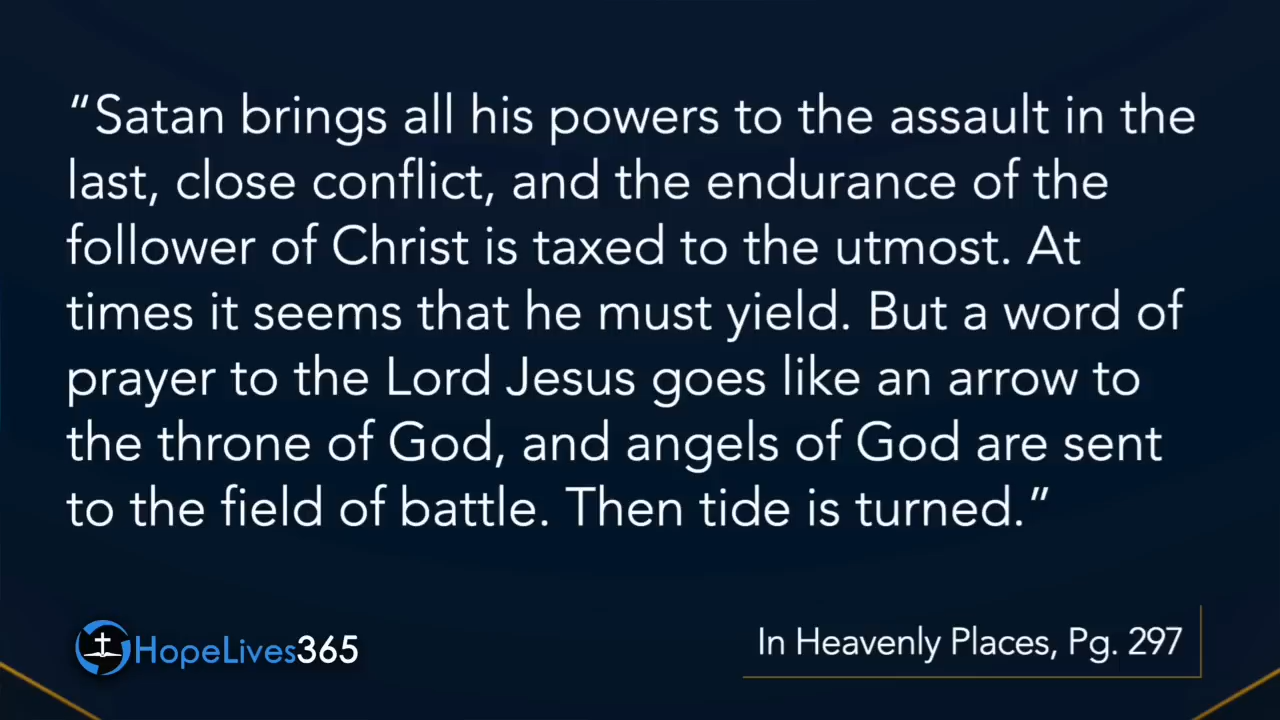 “Satan brings all his powers to the assault in the
last, close conflict, and the endurance of the
follower of Christ is taxed to the utmost. At
times it seems that he must yield. But a word of
prayer to the Lord Jesus goes like an arrow to
the throne of God, and angels of God are sent
to the field of battle. Then tide is turned.”
HopeLives365
In Heavenly Places, Pg. 297